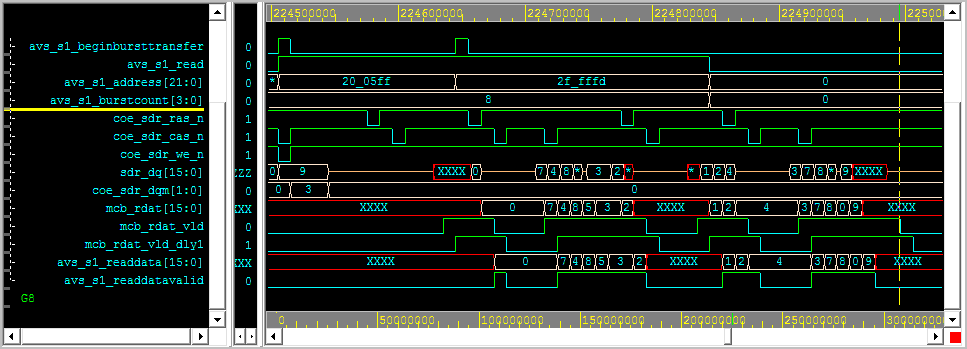 224500000 224600000 224700000 224800000 224900000 22500
avs_s1_beginbursttransfer 0
avs_s1_read 0
avs_s1_address[21:0] 0 * 20_05ff 2f_fffd 0
avs_s1_burstcount[3:0] 0 8 0
coe_sdr_ras_n 1
coe_sdr_cas_n 1
coe_sdr_we_n 1
sdr_dq[15:0] ZZZ 0 9 XXXX 0 7 4 8 * 3 2 * * 1 2 4 3 7 8 * 9 XXXX
coe_sdr_dqm[1:0] 0 0 3 0
mcb_rdat[15:0] XXX XXXX 0 7 4 8 5 3 2 XXXX 1 2 4 3 7 8 0 9 XXXX
mcb_rdat_vld 0
mcb_rdat_vld_dly1 1
avs_s1_readdata[15:0] XXX XXXX 0 7 4 8 5 3 2 XXXX 1 2 4 3 7 8 0 9 XXXX
avs_s1_readdatavalid 0
G8
0 50000000 100000000 150000000 200000000 250000000 30000000